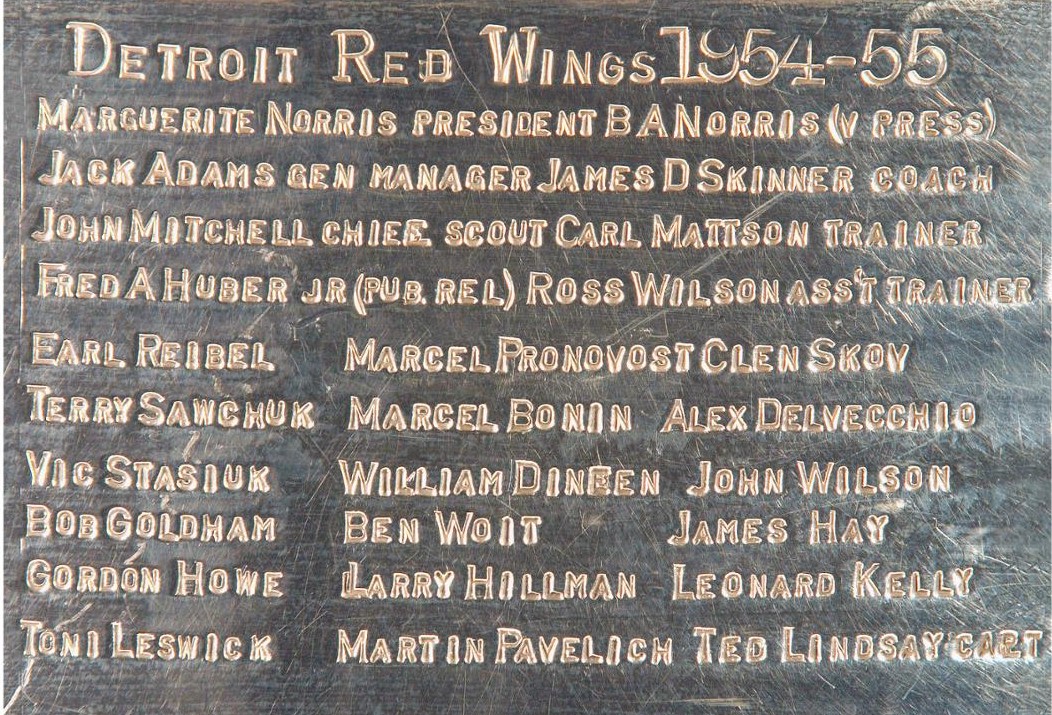 DETROIT RED WINGS 1954-55
MARGUERITE NORRIS PRESIDENT B A NORRIS (V PRESS)
JACK ADAMS GEN MANAGER JAMES D SKINNER COACH
JOHN MITCHELL CHIEF SCOUT CARL MATTSON TRAINER
FRED A HUBER JR (PUB. REL) ROSS WILSON ASS'T TRAINER
EARL REIBEL MARCEL PRONOVOST CLEN SKOV
TERRY SAWCHUK MARCEL BONIN ALEX DELVECCHIO
VIC STASIUK WILLIAM DINEEN JOHN WILSON
BOB GOLDHAM BEN WOIT JAMES HAY
GORDON HOWE LARRY HILLMAN LEONARD KELLY
TONI LESWICK MARTIN PAVELICH TED LINDSAY CAPT